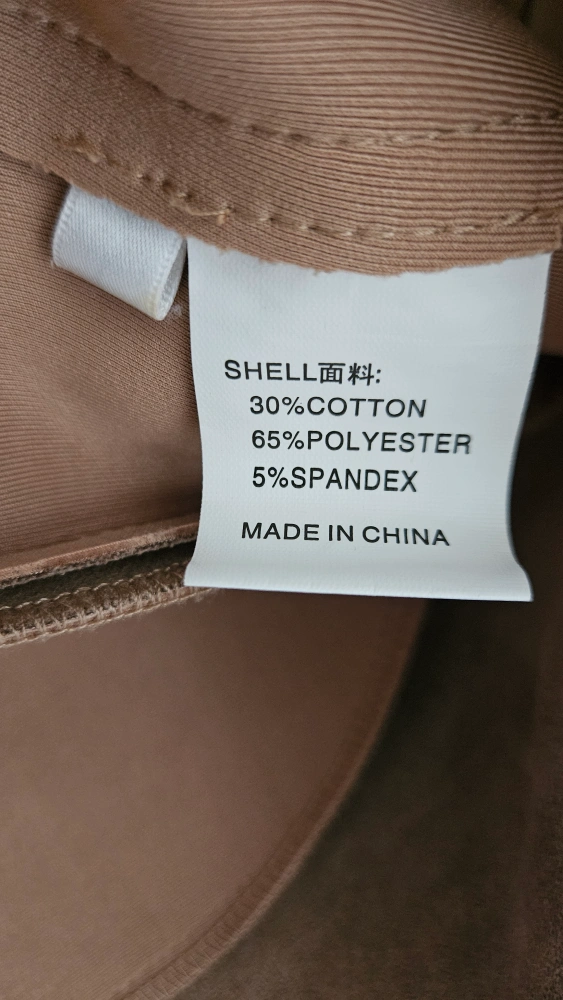 SHELL面料:
30%COTTON
65%POLYESTER
5%SPANDEX
MADE IN CHINA